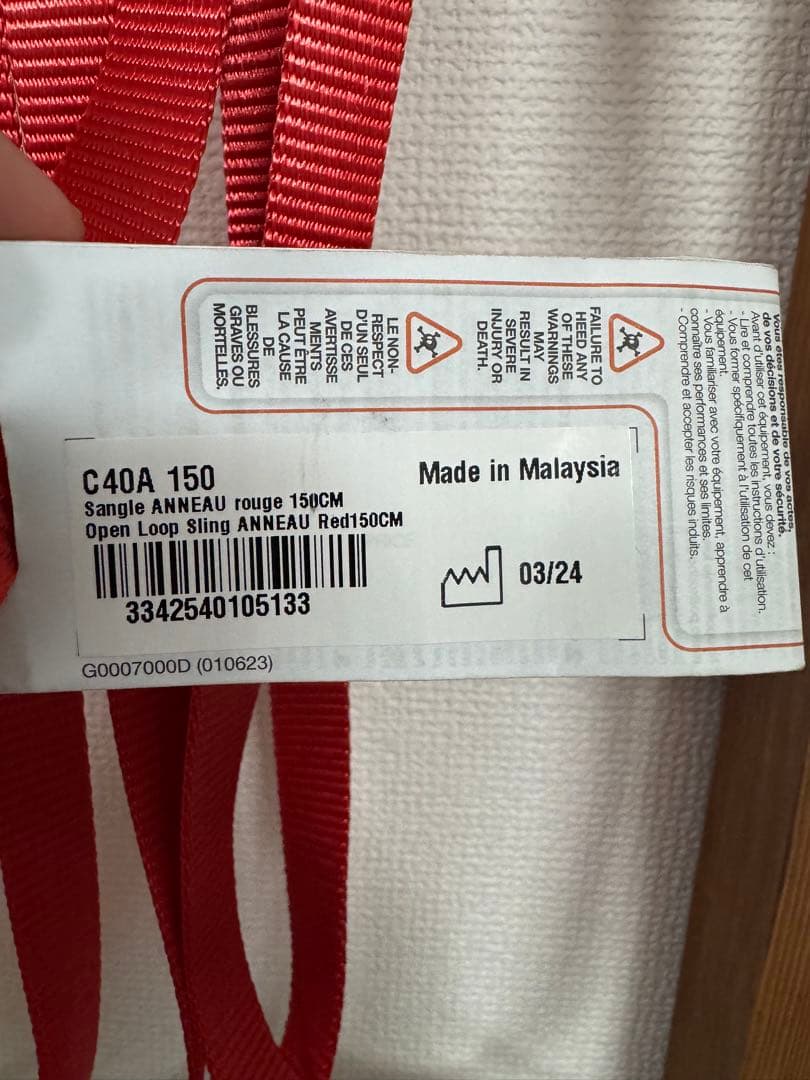 C40A 150
Sangle ANNEAU rouge 150CM
Open Loop Sling ANNEAU Red150CM
3342540105133
Made in Malaysia
03/24
G0007000D (010623)
Vous êtes responsable de vos actes,
de vos décisions et de votre sécurité.
Avant d'utiliser cet équipement, vous devez :
- Lire et comprendre toutes les instructions d'utilisation.
- Vous former spécifiquement à l'utilisation de cet
équipement.
- Vous familiariser avec votre équipement, apprendre à
connaître ses performances et ses limites.
- Comprendre et accepter les risques induits.
FAILURE TO
HEED ANY
OF THESE
WARNINGS
MAY
RESULT IN
SEVERE
INJURY OR
DEATH.
LE NON-
RESPECT
D'UN SEUL
DE CES
AVERTISSE
MENTS
PEUT ÊTRE
LA CAUSE
DE
BLESSURES
GRAVES OU
MORTELLES.